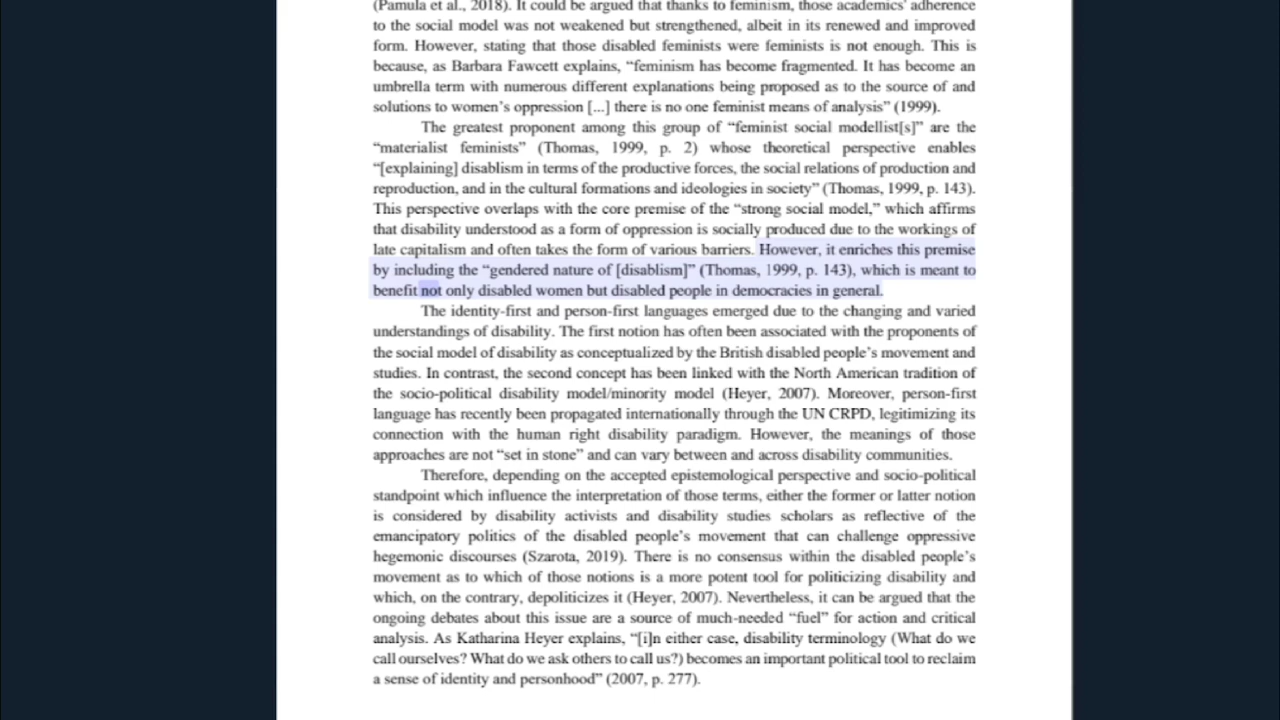 (Pamula et al., 2018). It could be argued that thanks to feminism, those academics' adherence
to the social model was not weakened but strengthened, albeit in its renewed and improved
form. However, stating that those disabled feminists were feminists is not enough. This is
because, as Barbara Fawcett explains, “feminism has become fragmented. It has become an
umbrella term with numerous different explanations being proposed as to the source of and
solutions to women’s oppression [...] there is no one feminist means of analysis” (1999).
The greatest proponent among this group of “feminist social modellist[s]” are the
“materialist feminists” (Thomas, 1999, p. 2) whose theoretical perspective enables
“[explaining] disablism in terms of the productive forces, the social relations of production and
reproduction, and in the cultural formations and ideologies in society” (Thomas, 1999, p. 143).
This perspective overlaps with the core premise of the “strong social model,” which affirms
that disability understood as a form of oppression is socially produced due to the workings of
late capitalism and often takes the form of various barriers. However, it enriches this premise
by including the “gendered nature of [disablism]” (Thomas, 1999, p. 143), which is meant to
benefit not only disabled women but disabled people in democracies in general.
The identity-first and person-first languages emerged due to the changing and varied
understandings of disability. The first notion has often been associated with the proponents of
the social model of disability as conceptualized by the British disabled people’s movement and
studies. In contrast, the second concept has been linked with the North American tradition of
the socio-political disability model/minority model (Heyer, 2007). Moreover, person-first
language has recently been propagated internationally through the UN CRPD, legitimizing its
connection with the human right disability paradigm. However, the meanings of those
approaches are not “set in stone” and can vary between and across disability communities.
Therefore, depending on the accepted epistemological perspective and socio-political
standpoint which influence the interpretation of those terms, either the former or latter notion
is considered by disability activists and disability studies scholars as reflective of the
emancipatory politics of the disabled people’s movement that can challenge oppressive
hegemonic discourses (Szarota, 2019). There is no consensus within the disabled people’s
movement as to which of those notions is a more potent tool for politicizing disability and
which, on the contrary, depoliticizes it (Heyer, 2007). Nevertheless, it can be argued that the
ongoing debates about this issue are a source of much-needed “fuel” for action and critical
analysis. As Katharina Heyer explains, “[i]n either case, disability terminology (What do we
call ourselves? What do we ask others to call us?) becomes an important political tool to reclaim
a sense of identity and personhood” (2007, p. 277).